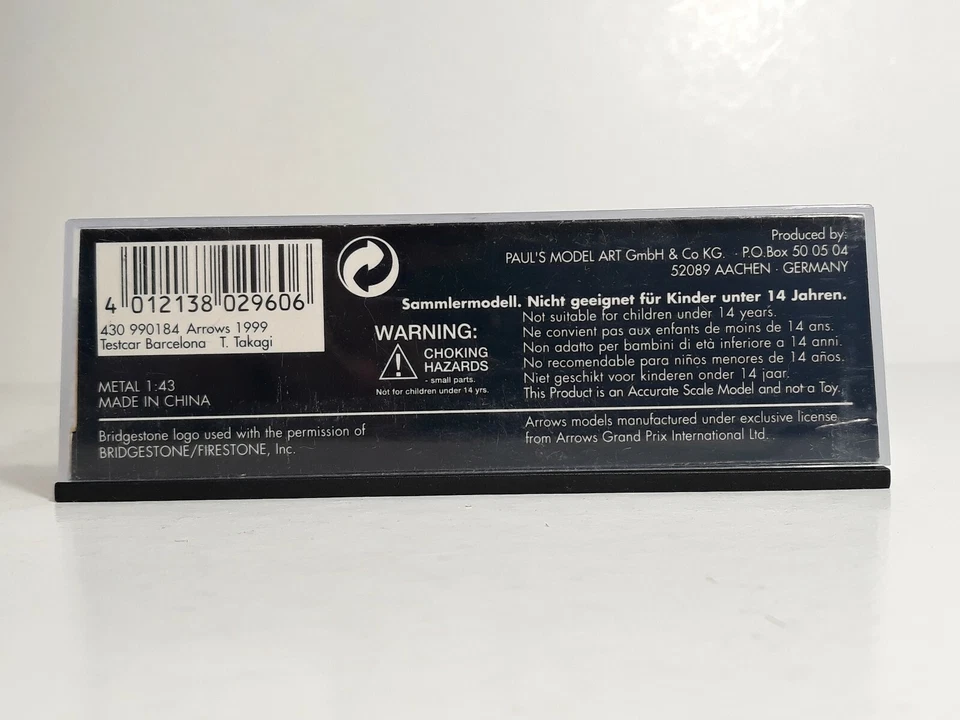 4 012138 029606
430 990184 Arrows 1999
Testcar Barcelona T. Takagi
METAL 1:43
MADE IN CHINA
Bridgestone logo used with the permission of
BRIDGESTONE/FIRESTONE, Inc.
Produced by:
PAUL'S MODEL ART GmbH & Co KG. · P.O.Box 50 05 04
52089 AACHEN · GERMANY
Sammlermodell. Nicht geeignet für Kinder unter 14 Jahren.
WARNING:
CHOKING
HAZARDS
- small parts.
Not for children under 14 yrs.
Not suitable for children under 14 years.
Ne convient pas aux enfants de moins de 14 ans.
Non adatto per bambini di età inferiore a 14 anni.
No recomendable para niños menores de 14 años.
Niet geschikt voor kinderen onder 14 jaar.
This Product is an Accurate Scale Model and not a Toy.
Arrows models manufactured under exclusive license
from Arrows Grand Prix International Ltd.